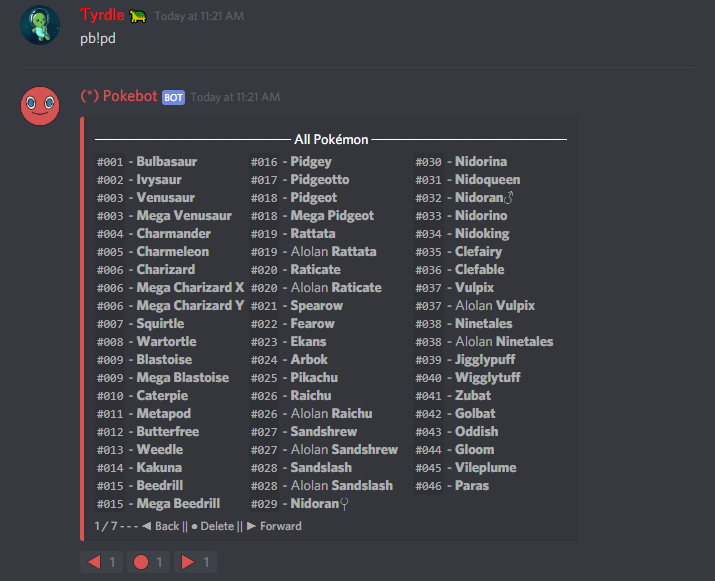 Tyrdle 🐢 Today at 11:21 AM
pb!pd
(*) Pokebot BOT Today at 11:21 AM
All Pokémon
#001 - Bulbasaur
#002 - Ivysaur
#003 - Venusaur
#003 - Mega Venusaur
#004 - Charmander
#005 - Charmeleon
#006 - Charizard
#006 - Mega Charizard X
#006 - Mega Charizard Y
#007 - Squirtle
#008 - Wartortle
#009 - Blastoise
#009 - Mega Blastoise
#010 - Caterpie
#011 - Metapod
#012 - Butterfree
#013 - Weedle
#014 - Kakuna
#015 - Beedrill
#015 - Mega Beedrill
#016 - Pidgey
#017 - Pidgeotto
#018 - Pidgeot
#018 - Mega Pidgeot
#019 - Rattata
#019 - Alolan Rattata
#020 - Raticate
#020 - Alolan Raticate
#021 - Spearow
#022 - Fearow
#023 - Ekans
#024 - Arbok
#025 - Pikachu
#026 - Raichu
#026 - Alolan Raichu
#027 - Sandshrew
#027 - Alolan Sandshrew
#028 - Sandslash
#028 - Alolan Sandslash
#029 - Nidoran♀
#030 - Nidorina
#031 - Nidoqueen
#032 - Nidoran♂
#033 - Nidorino
#034 - Nidoking
#035 - Clefairy
#036 - Clefable
#037 - Vulpix
#037 - Alolan Vulpix
#038 - Ninetales
#038 - Alolan Ninetales
#039 - Jigglypuff
#040 - Wigglytuff
#041 - Zubat
#042 - Golbat
#043 - Oddish
#044 - Gloom
#045 - Vileplume
#046 - Paras
1 / 7 - - - ◀ Back || ● Delete || ▶ Forward
◀ 1 ● 1 ▶ 1